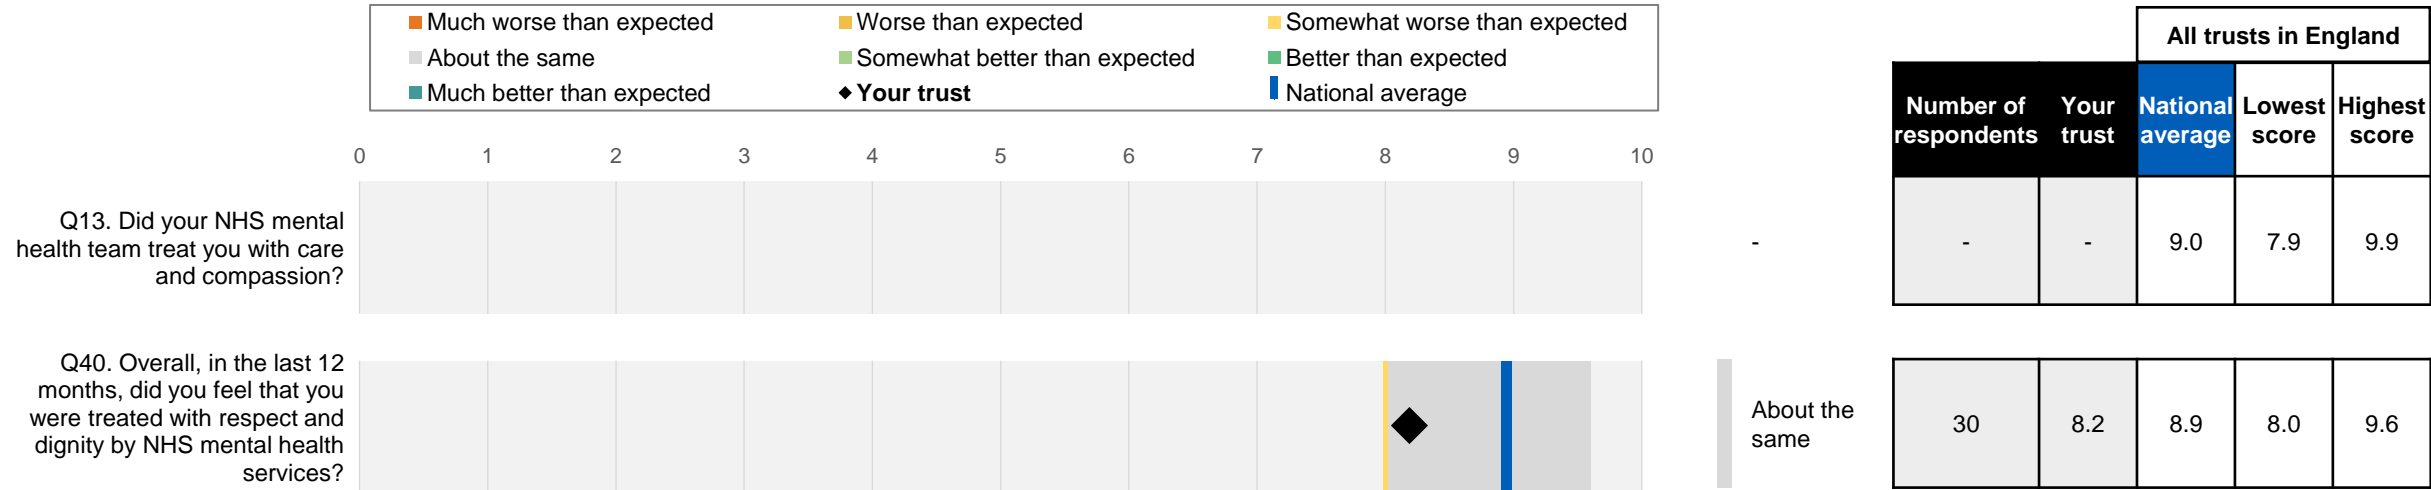 Much worse than expected
Worse than expected
Somewhat worse than expected
About the same
Somewhat better than expected
Better than expected
Much better than expected
Your trust
National average
All trusts in England
Number of respondents
Your trust
National average
Lowest score
Highest score
0 1 2 3 4 5 6 7 8 9 10
Q13. Did your NHS mental
health team treat you with care
and compassion?
-
- - 9.0 7.9 9.9
Q40. Overall, in the last 12
months, did you feel that you
were treated with respect and
dignity by NHS mental health
services?
About the
same
30 8.2 8.9 8.0 9.6